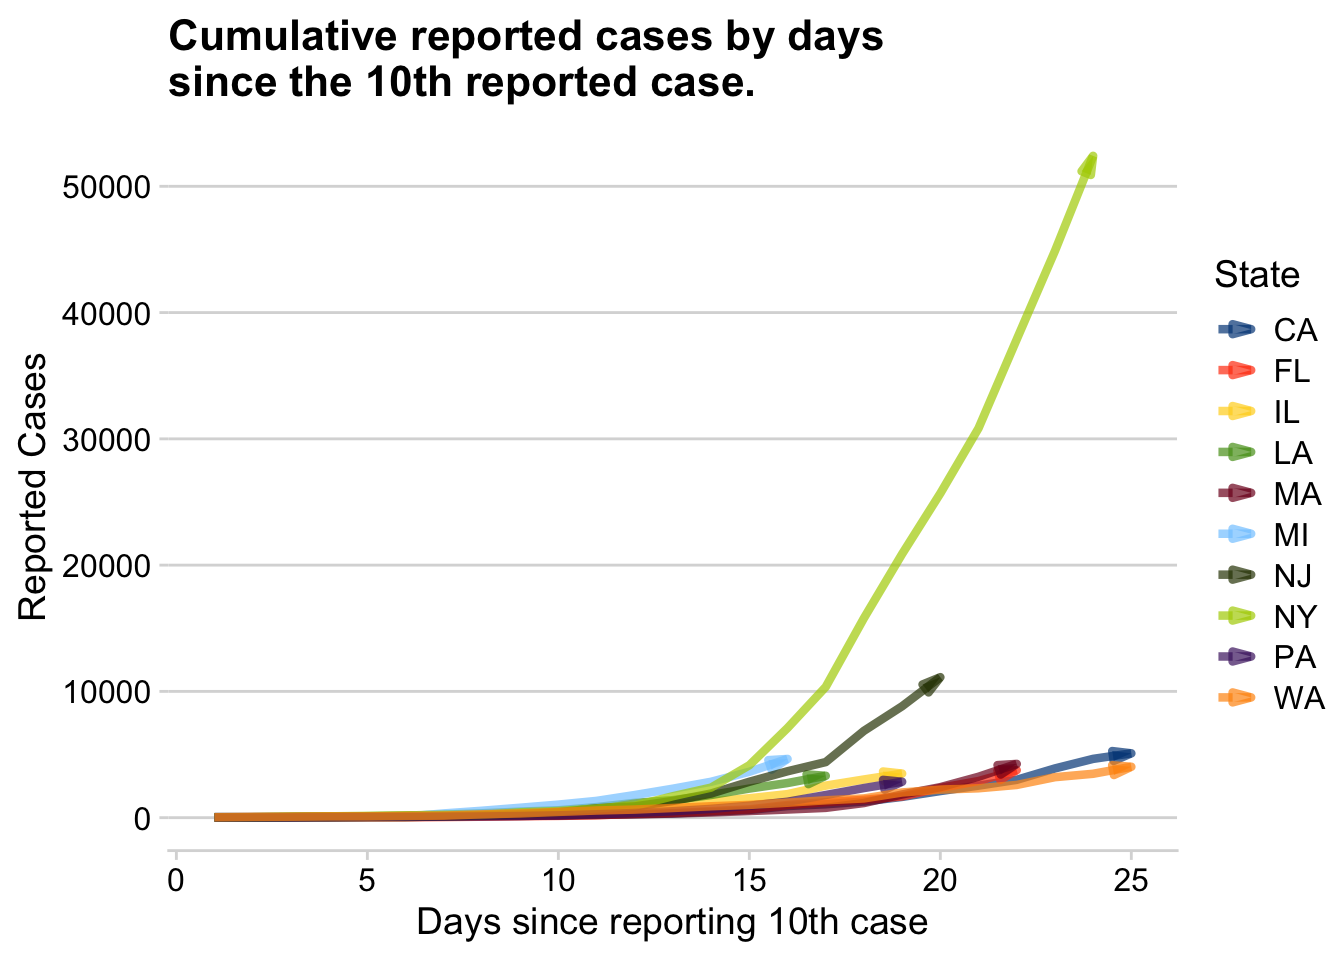 Cumulative reported cases by days
since the 10th reported case.
50000
40000
30000
20000
10000
0
Reported Cases
0 5 10 15 20 25
Days since reporting 10th case
State
CA
FL
IL
LA
MA
MI
NJ
NY
PA
WA